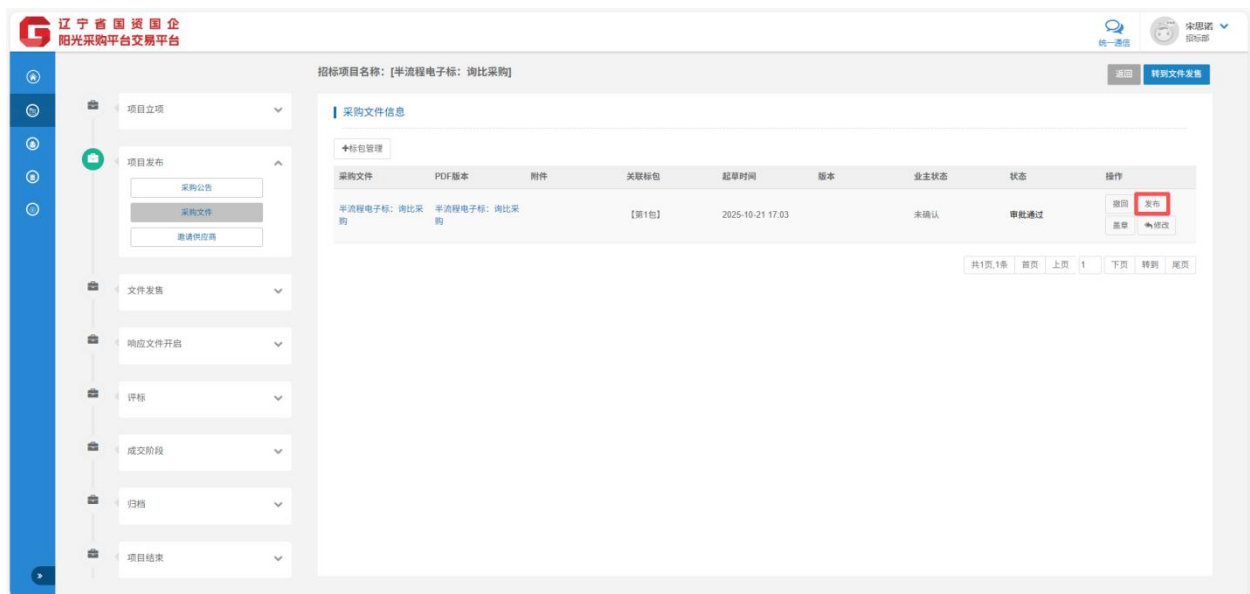 辽宁省国资国企
阳光采购平台交易平台
统一通信
宋思诺
招标部
招标项目名称：[半流程电子标：询比采购]
返回
转到文件发售
项目立项
项目发布
采购公告
采购文件
邀请供应商
文件发售
响应文件开启
评标
成交阶段
归档
项目结束
采购文件信息
+标包管理
采购文件 PDF版本 附件 关联标包 起草时间 版本 业主状态 状态 操作
半流程电子标：询比采 半流程电子标：询比采 【第1包】 2025-10-21 17:03 未确认 审批通过 撤回 发布
购 购 盖章 修改
共1页,1条 首页 上页 1 下页 转到 尾页